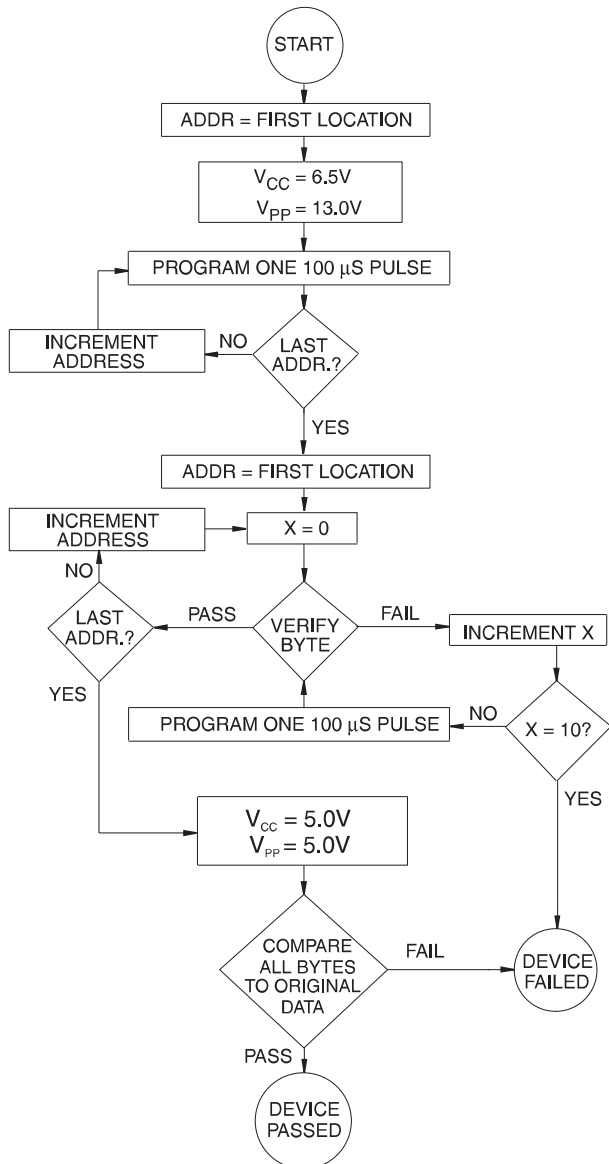 START
ADDR = FIRST LOCATION
VCC = 6.5V
VPP = 13.0V
PROGRAM ONE 100 µS PULSE
INCREMENT
ADDRESS
NO
LAST
ADDR.?
YES
ADDR = FIRST LOCATION
INCREMENT
ADDRESS
X = 0
NO
LAST
ADDR.?
PASS
VERIFY
BYTE
FAIL
INCREMENT X
YES
PROGRAM ONE 100 µS PULSE
NO
X = 10?
YES
VCC = 5.0V
VPP = 5.0V
COMPARE
ALL BYTES
TO ORIGINAL
DATA
FAIL
DEVICE
FAILED
PASS
DEVICE
PASSED